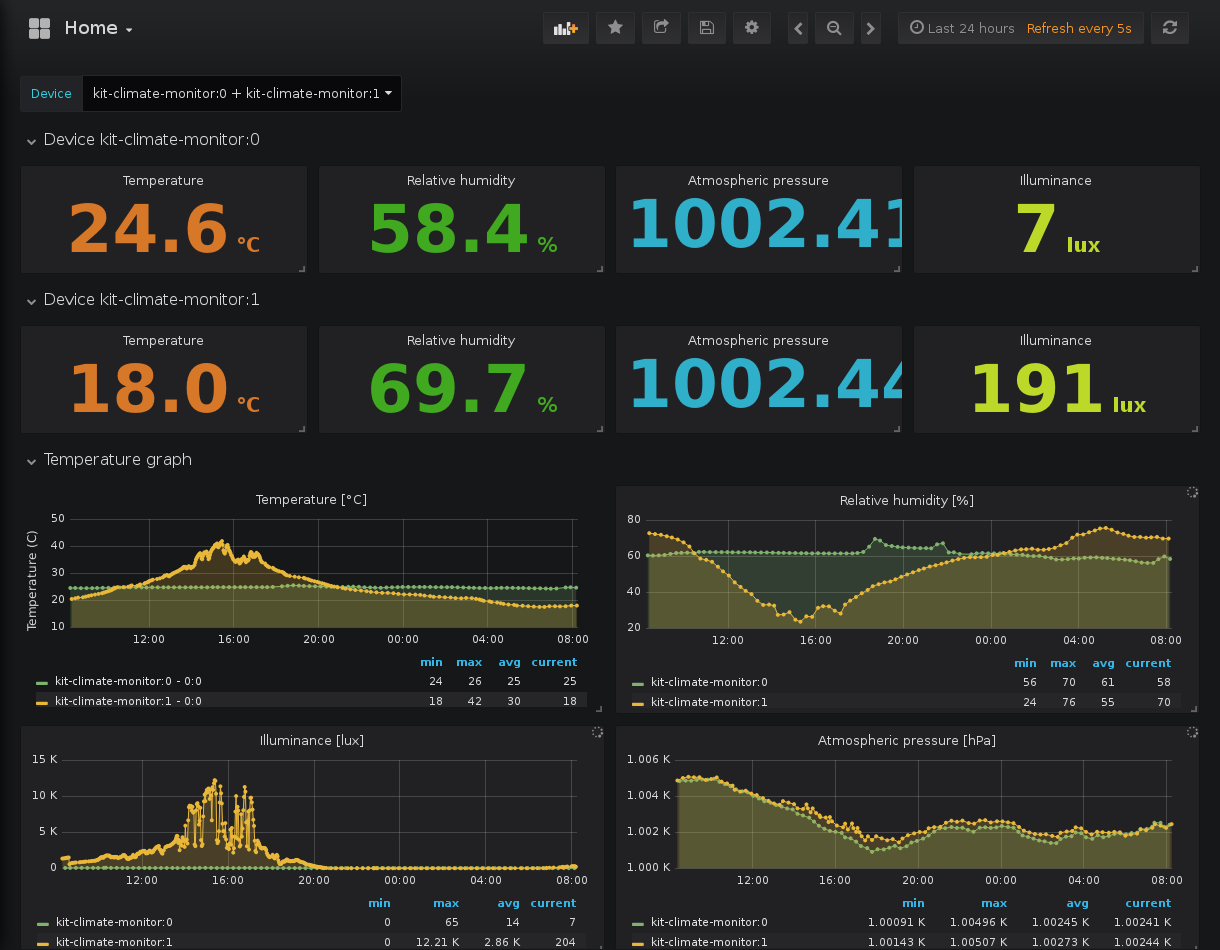 Home
Last 24 hours Refresh every 5s
Device kit-climate-monitor:0 + kit-climate-monitor:1
Device kit-climate-monitor:0
Temperature
24.6 °C
Relative humidity
58.4 %
Atmospheric pressure
1002.41
Illuminance
7 lux
Device kit-climate-monitor:1
Temperature
18.0 °C
Relative humidity
69.7 %
Atmospheric pressure
1002.44
Illuminance
191 lux
Temperature graph
Temperature [°C]
Temperature (C)
50
40
30
20
10
12:00 16:00 20:00 00:00 04:00 08:00
min max avg current
kit-climate-monitor:0 - 0:0 24 26 25 25
kit-climate-monitor:1 - 0:0 18 42 30 18
Relative humidity [%]
80
60
40
20
12:00 16:00 20:00 00:00 04:00 08:00
min max avg current
kit-climate-monitor:0 56 70 61 58
kit-climate-monitor:1 24 76 55 70
Illuminance [lux]
15 K
10 K
5 K
0
12:00 16:00 20:00 00:00 04:00 08:00
min max avg current
kit-climate-monitor:0 0 65 14 7
kit-climate-monitor:1 0 12.21 K 2.86 K 204
Atmospheric pressure [hPa]
1.006 K
1.004 K
1.002 K
1.000 K
12:00 16:00 20:00 00:00 04:00 08:00
min max avg current
kit-climate-monitor:0 1.00091 K 1.00496 K 1.00245 K 1.00241 K
kit-climate-monitor:1 1.00143 K 1.00507 K 1.00273 K 1.00244 K